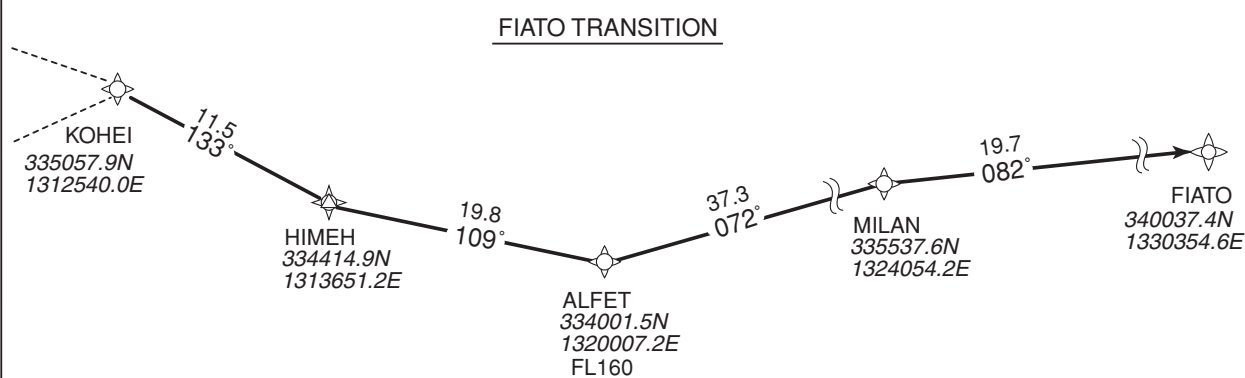 FIATO TRANSITION
11.5
133°
KOHEI
335057.9N
1312540.0E
19.8
109°
HIMEH
334414.9N
1313651.2E
37.3
072°
ALFET
334001.5N
1320007.2E
FL160
19.7
082°
MILAN
335537.6N
1324054.2E
FIATO
340037.4N
1330354.6E